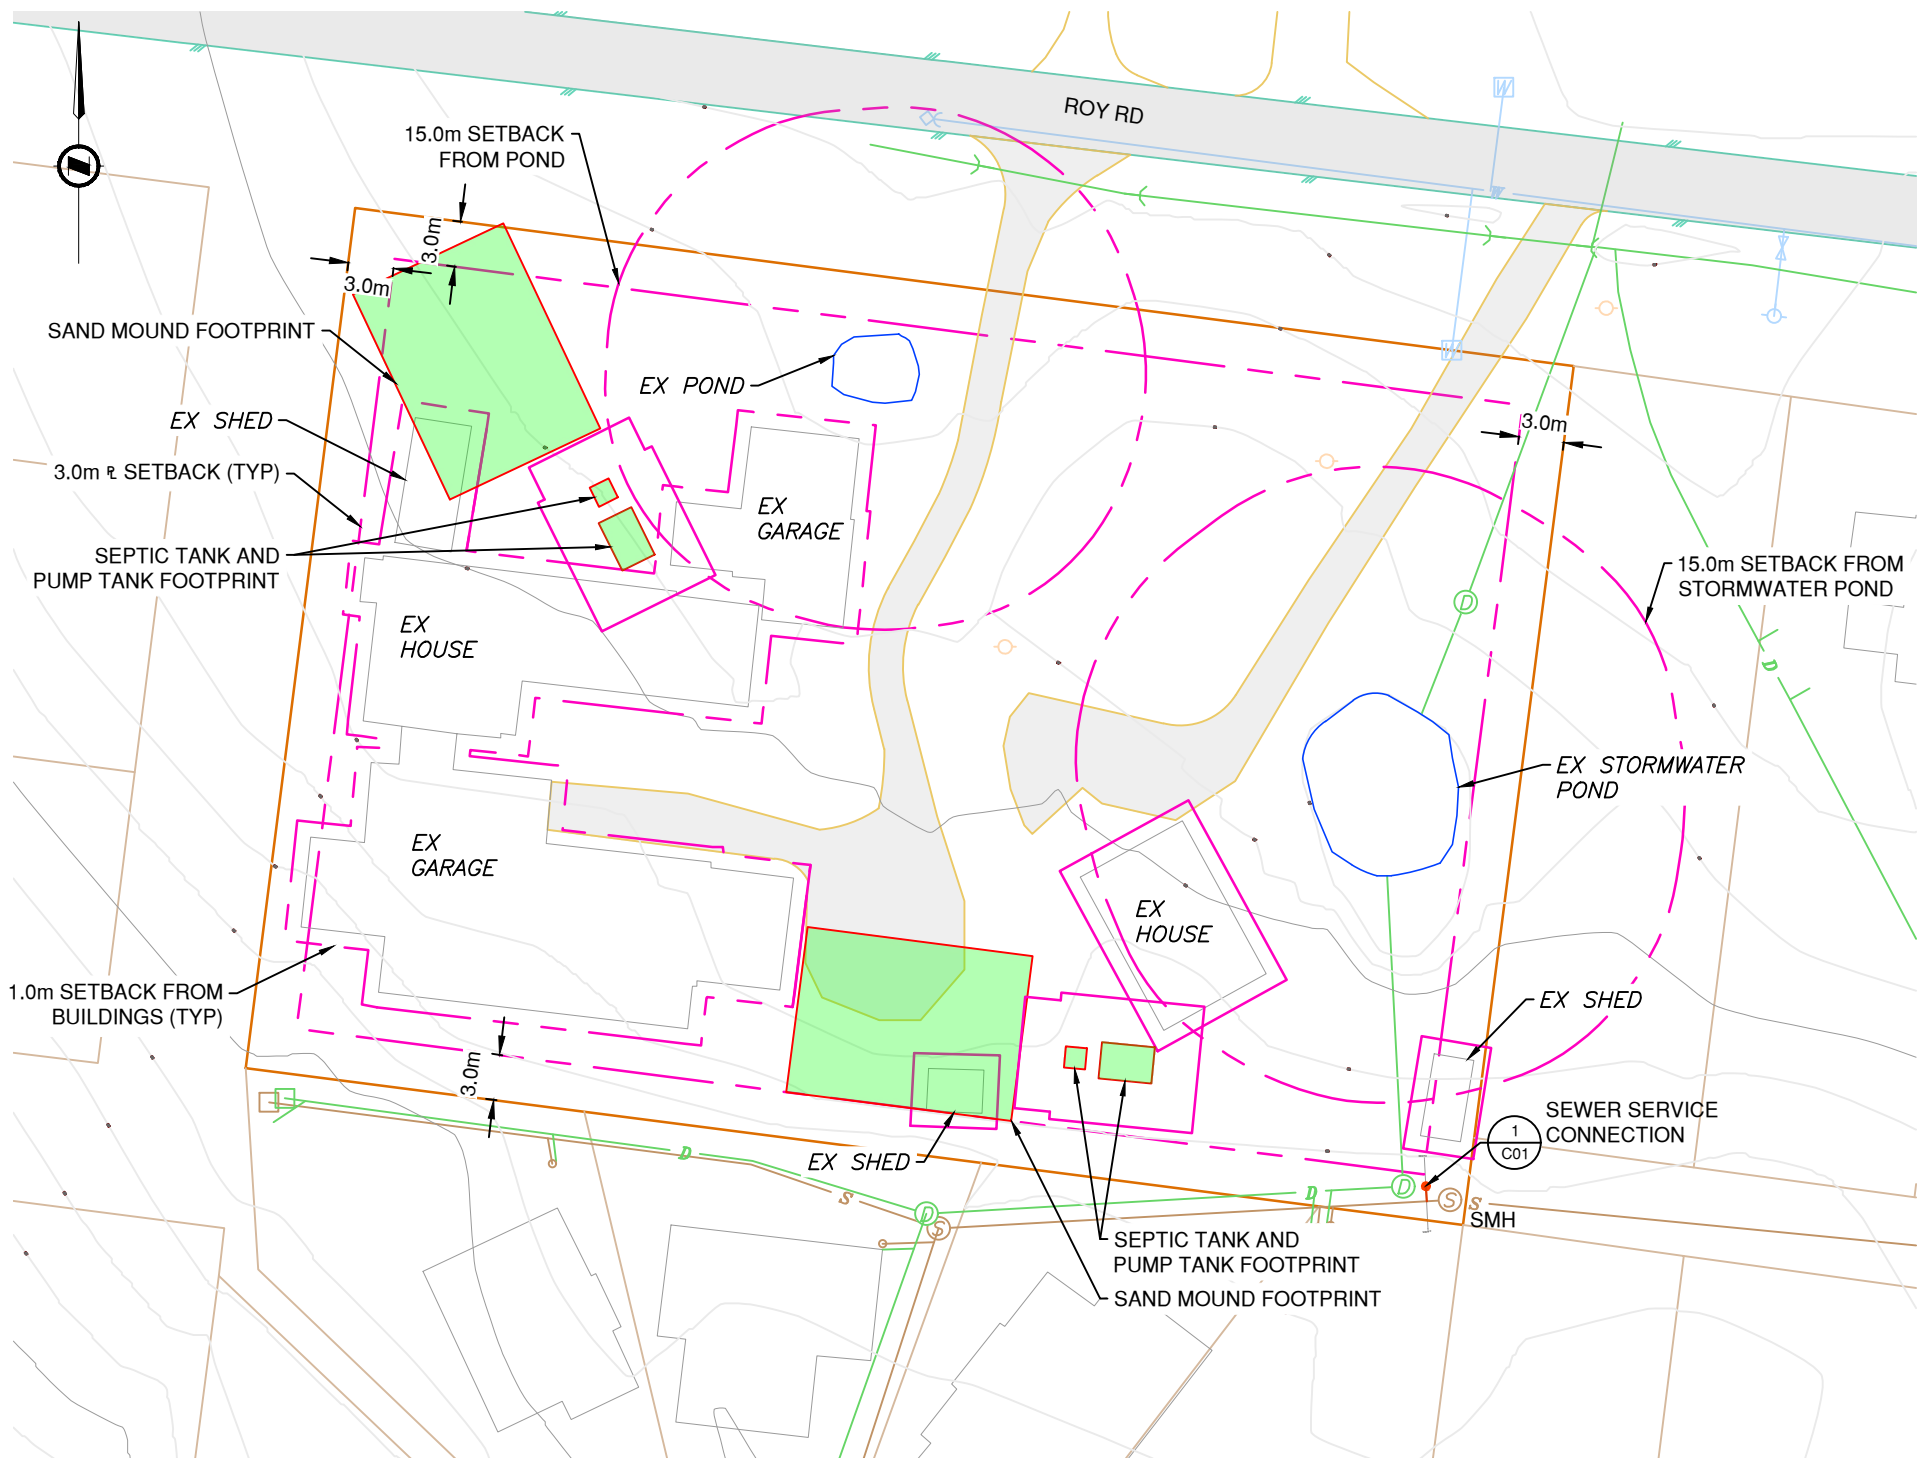 ROY RD
W
W
15.0m SETBACK
FROM POND
3.0m
3.0m
SAND MOUND FOOTPRINT
EX POND
W
EX SHED
3.0m
3.0m ℄ SETBACK (TYP)
EX
GARAGE
SEPTIC TANK AND
PUMP TANK FOOTPRINT
15.0m SETBACK FROM
STORMWATER POND
D
EX
HOUSE
D
EX STORMWATER
POND
EX
GARAGE
EX
HOUSE
1.0m SETBACK FROM
BUILDINGS (TYP)
EX SHED
3.0m
SEWER SERVICE
CONNECTION
1
C01
D
EX SHED
S
D
D
D
S
S
S
SMH
SEPTIC TANK AND
PUMP TANK FOOTPRINT
SAND MOUND FOOTPRINT